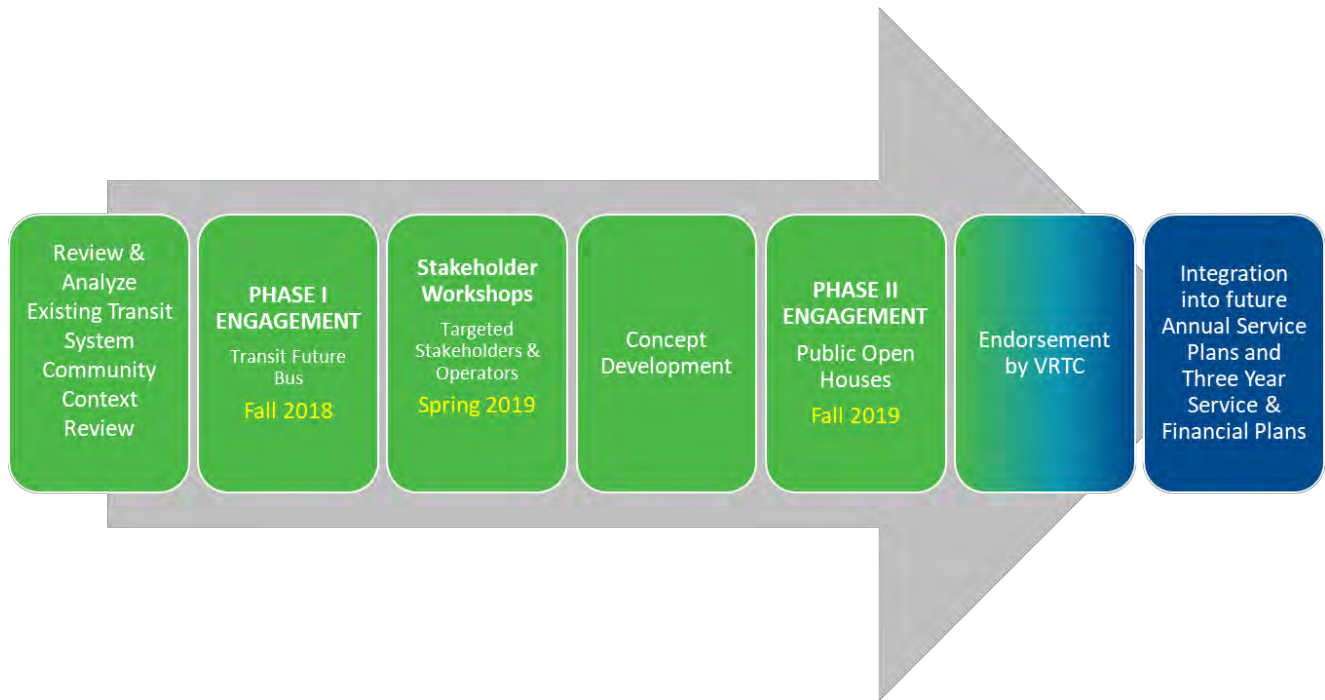 Review &
Analyze
Existing Transit
System
Community
Context
Review
PHASE I
ENGAGEMENT
Transit Future
Bus
Fall 2018
Stakeholder
Workshops
Targeted
Stakeholders &
Operators
Spring 2019
Concept
Development
PHASE II
ENGAGEMENT
Public Open
Houses
Fall 2019
Endorsement
by VRTC
Integration
into future
Annual Service
Plans and
Three Year
Service &
Financial Plans